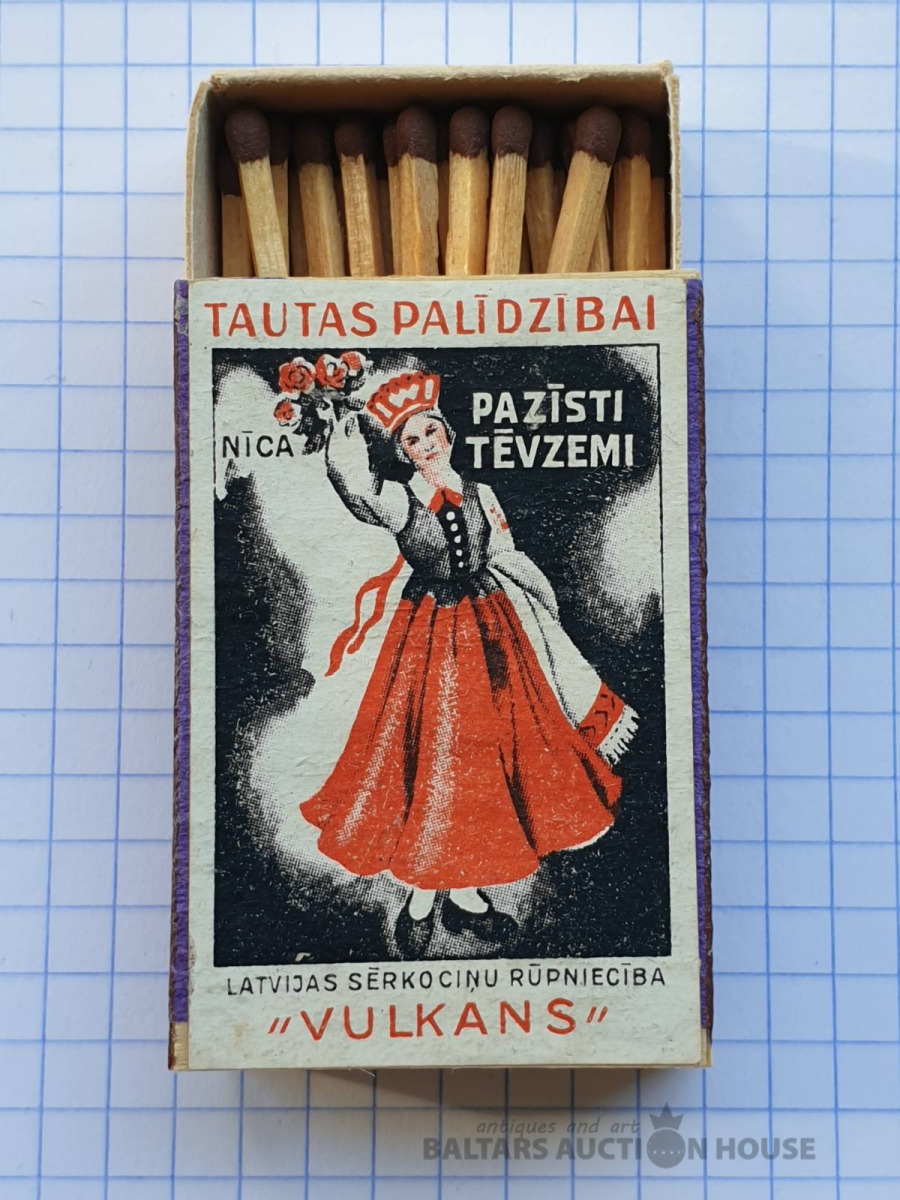 TAUTAS PALĪDZĪBAI
PAZĪSTI
TĒVZEMI
NĪCA
LATVIJAS SĒRKOCIŅU RŪPNIECĪBA
"VULKANS"
antiques and art
BALTARS AUCTION HOUSE